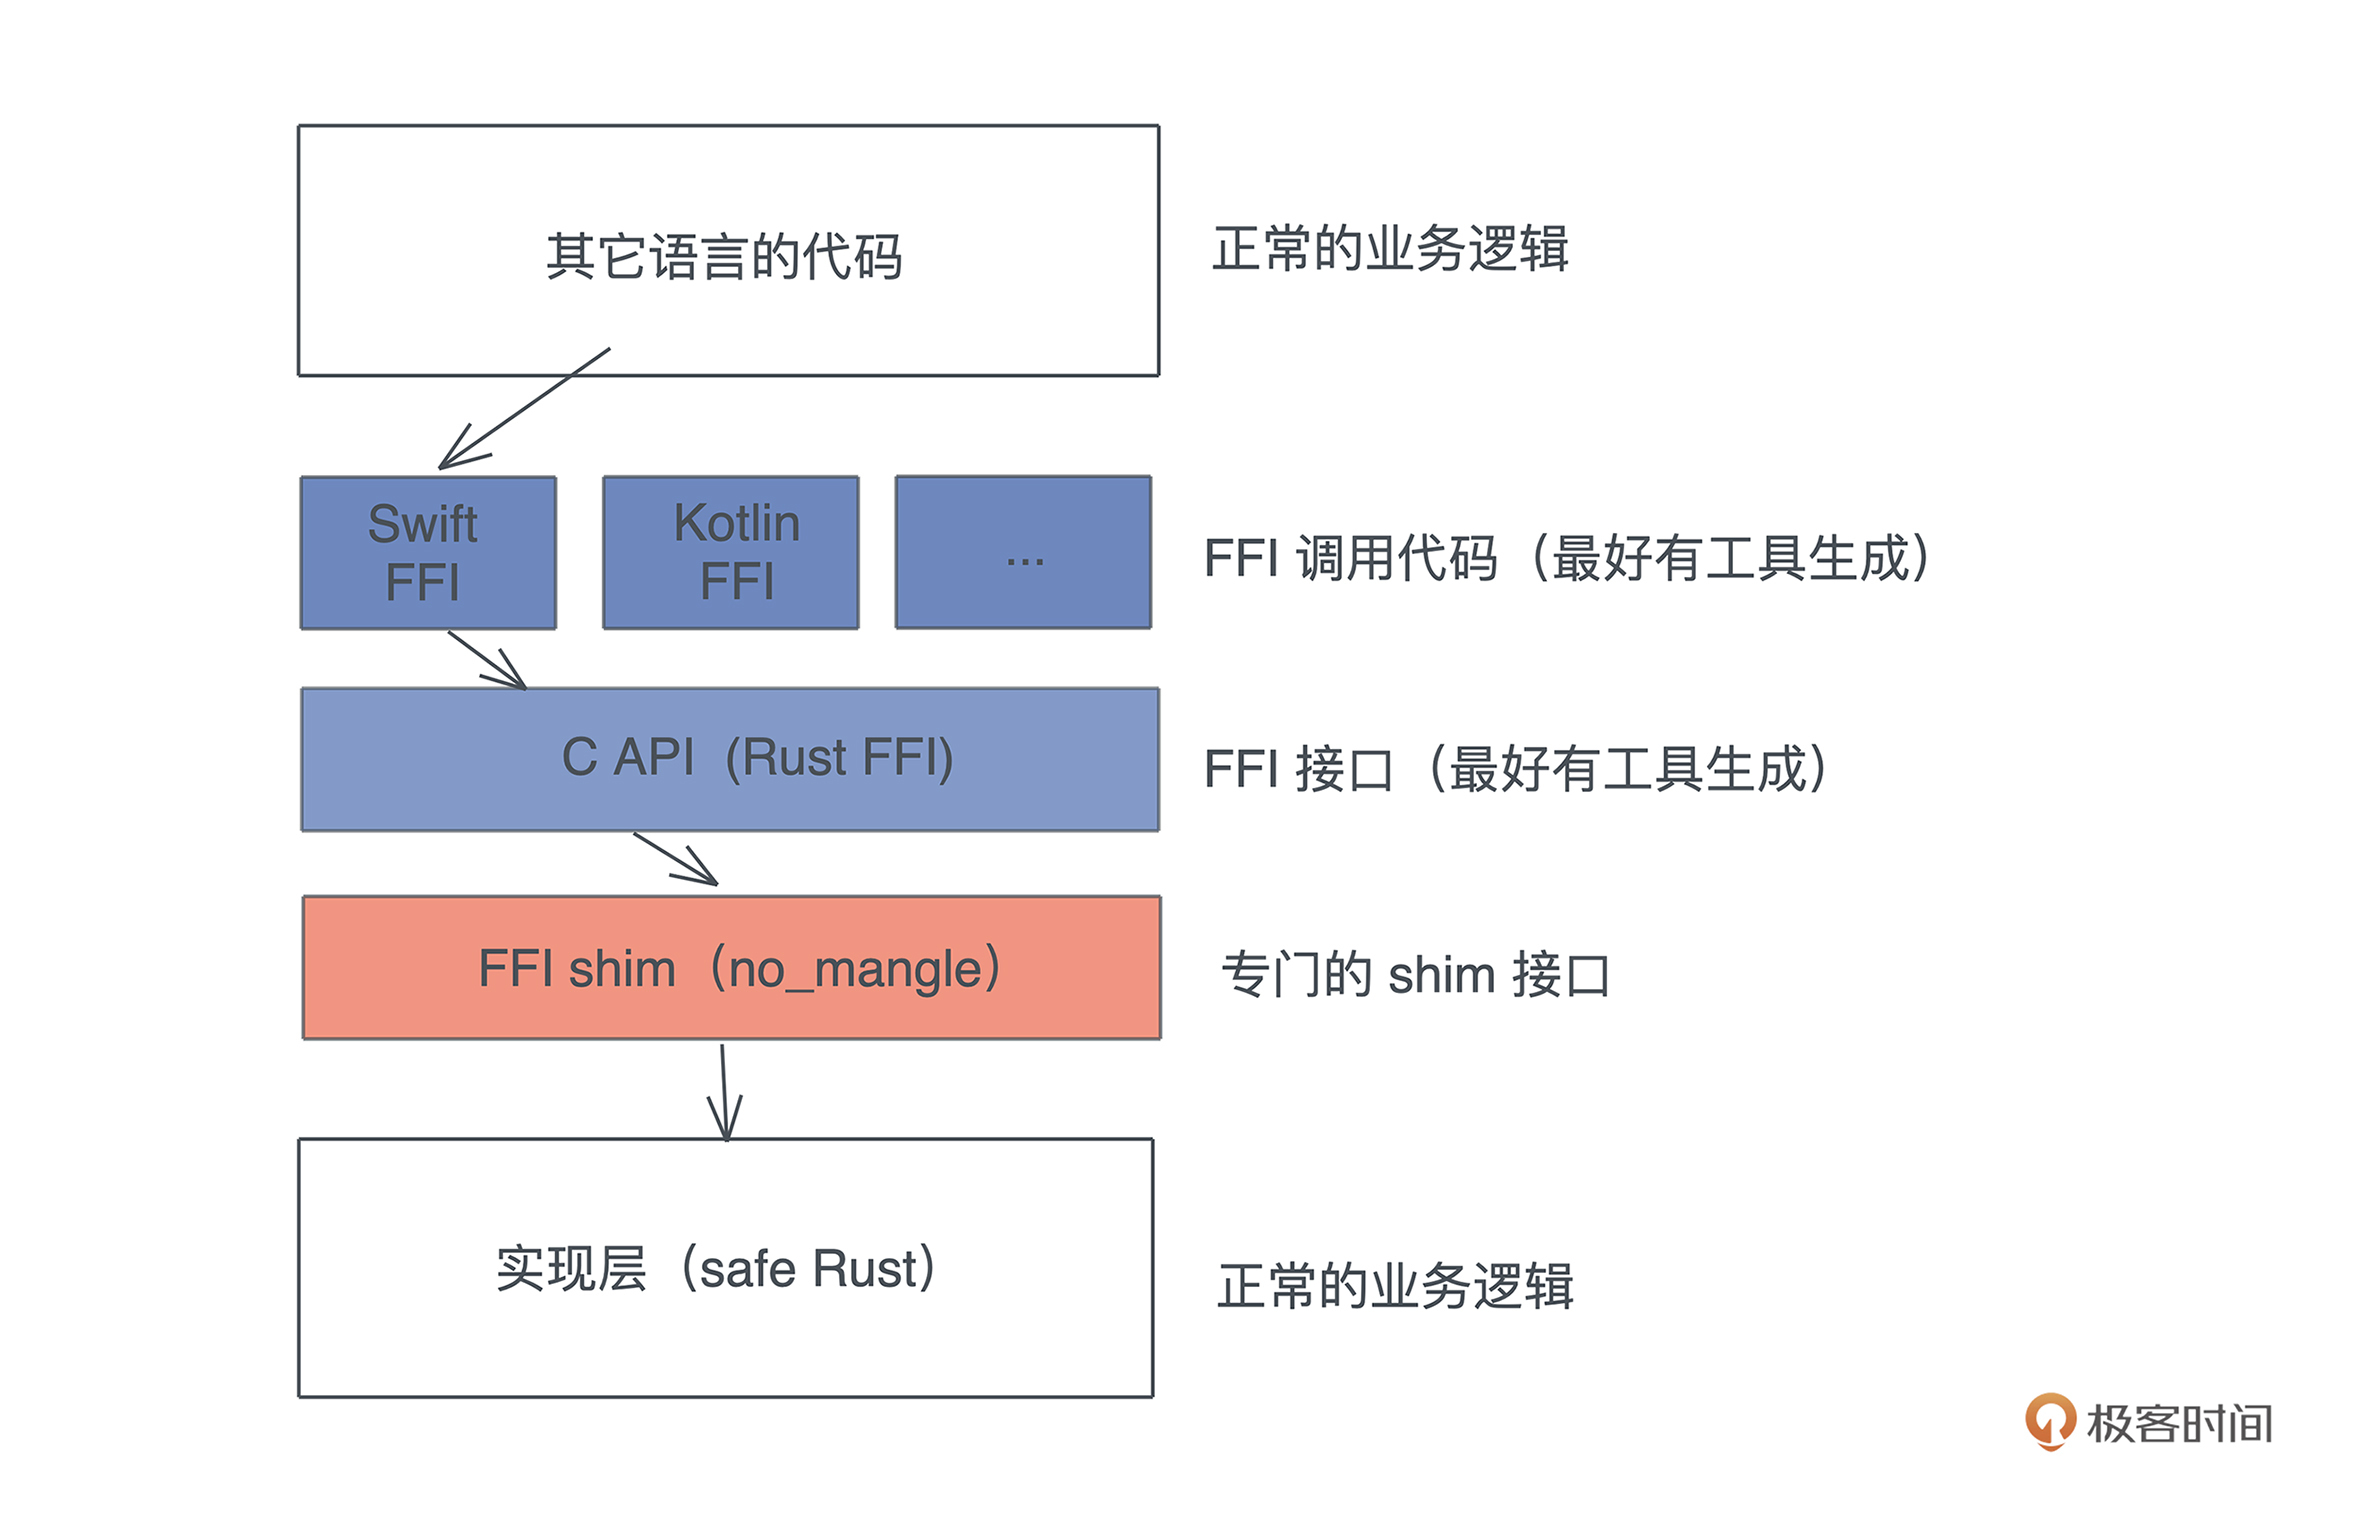 其它语言的代码
正常的业务逻辑
Swift
FFI
Kotlin
FFI
...
FFI 调用代码（最好有工具生成）
C API（Rust FFI）
FFI 接口（最好有工具生成）
FFI shim（no_mangle）
专门的 shim 接口
实现层（safe Rust）
正常的业务逻辑
极客时间